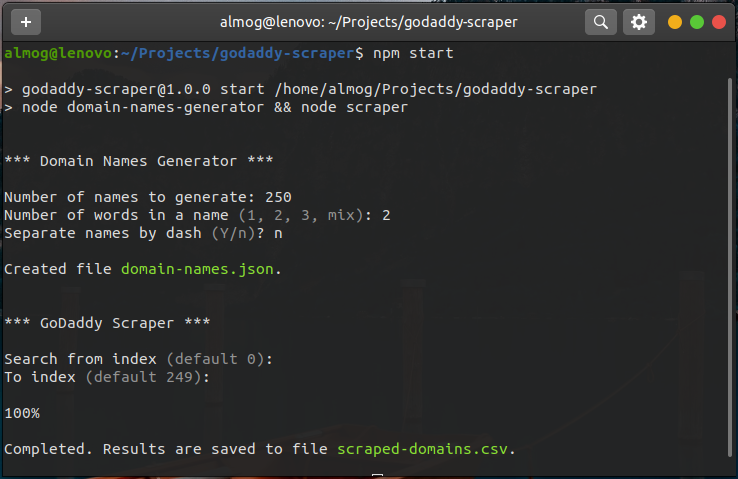 almog@lenovo: ~/Projects/godaddy-scraper
almog@lenovo:~/Projects/godaddy-scraper$ npm start
> godaddy-scraper@1.0.0 start /home/almog/Projects/godaddy-scraper
> node domain-names-generator && node scraper
*** Domain Names Generator ***
Number of names to generate: 250
Number of words in a name (1, 2, 3, mix): 2
Separate names by dash (Y/n)? n
Created file domain-names.json.
*** GoDaddy Scraper ***
Search from index (default 0):
To index (default 249):
100%
Completed. Results are saved to file scraped-domains.csv.